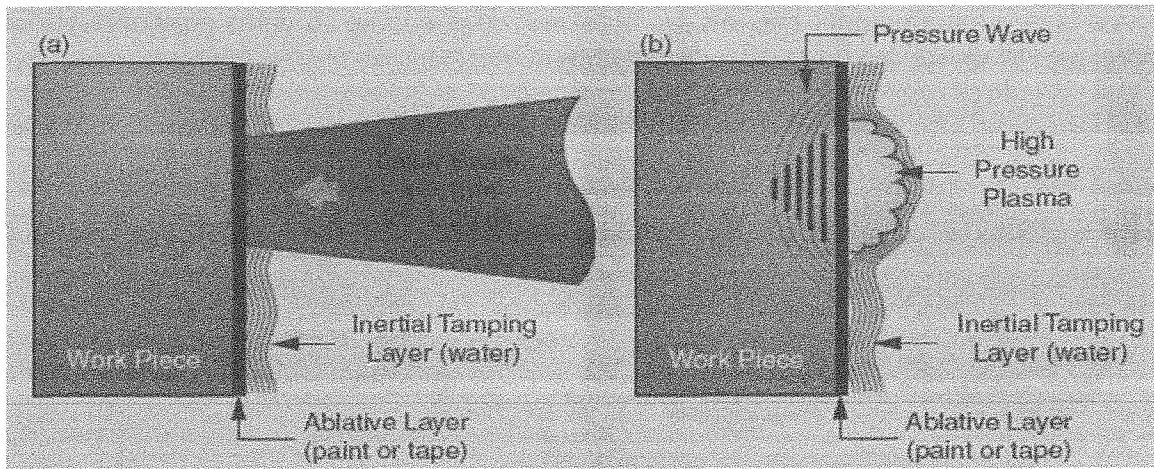 (a)
Work Piece
Inertial Tamping
Layer (water)
Ablative Layer
(paint or tape)
(b)
Pressure Wave
High
Pressure
Plasma
Work Piece
Inertial Tamping
Layer (water)
Ablative Layer
(paint or tape)